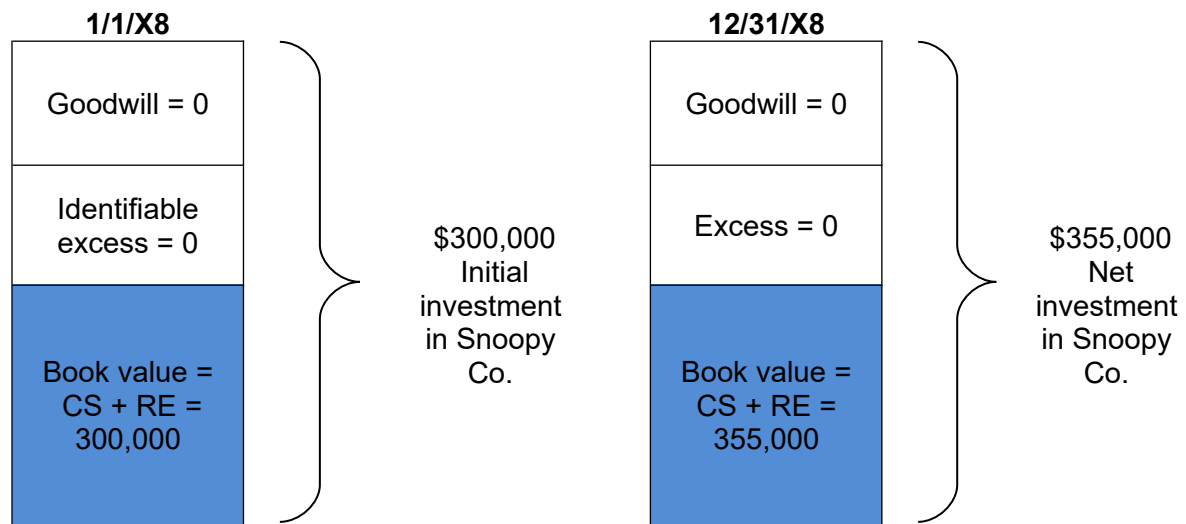 1/1/X8
Goodwill = 0
Identifiable
excess = 0
Book value =
CS + RE =
300,000
$300,000
Initial
investment
in Snoopy
Co.
12/31/X8
Goodwill = 0
Excess = 0
Book value =
CS + RE =
355,000
$355,000
Net
investment
in Snoopy
Co.